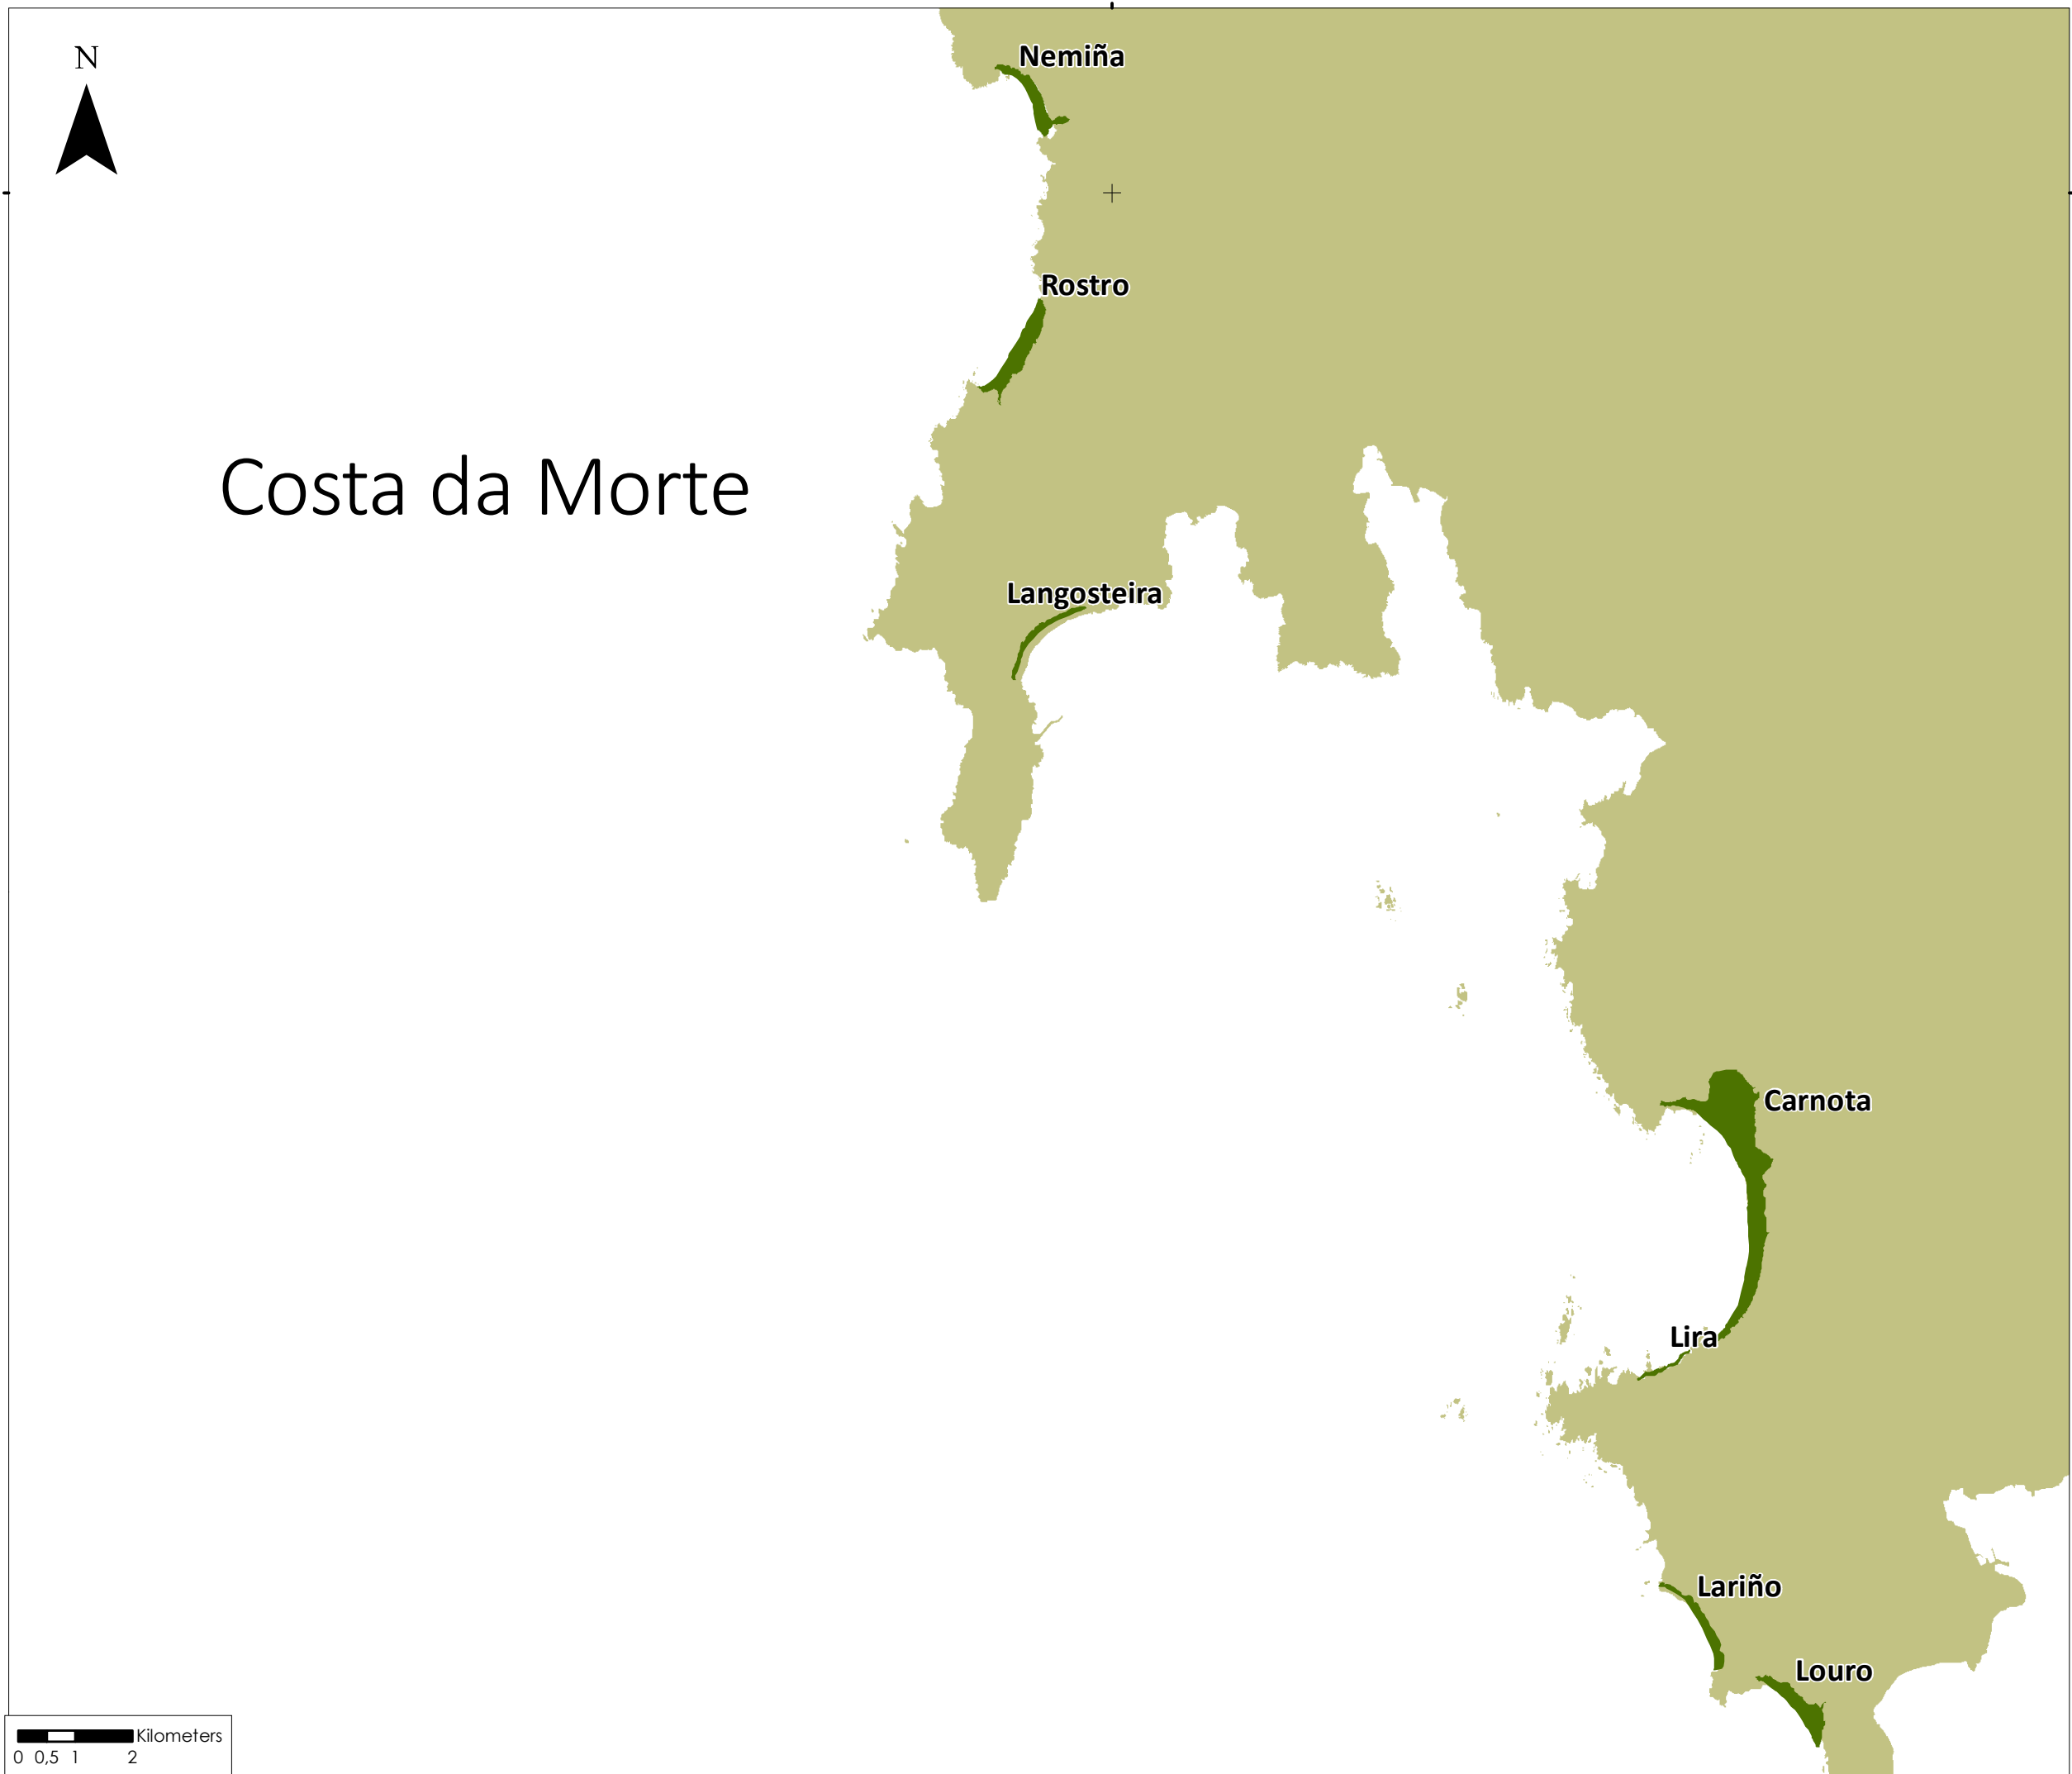 N
Nemiña
Rostro
Costa da Morte
Langosteira
Carnota
Lira
Lariño
Louro
Kilometers
0 0,5 1 2